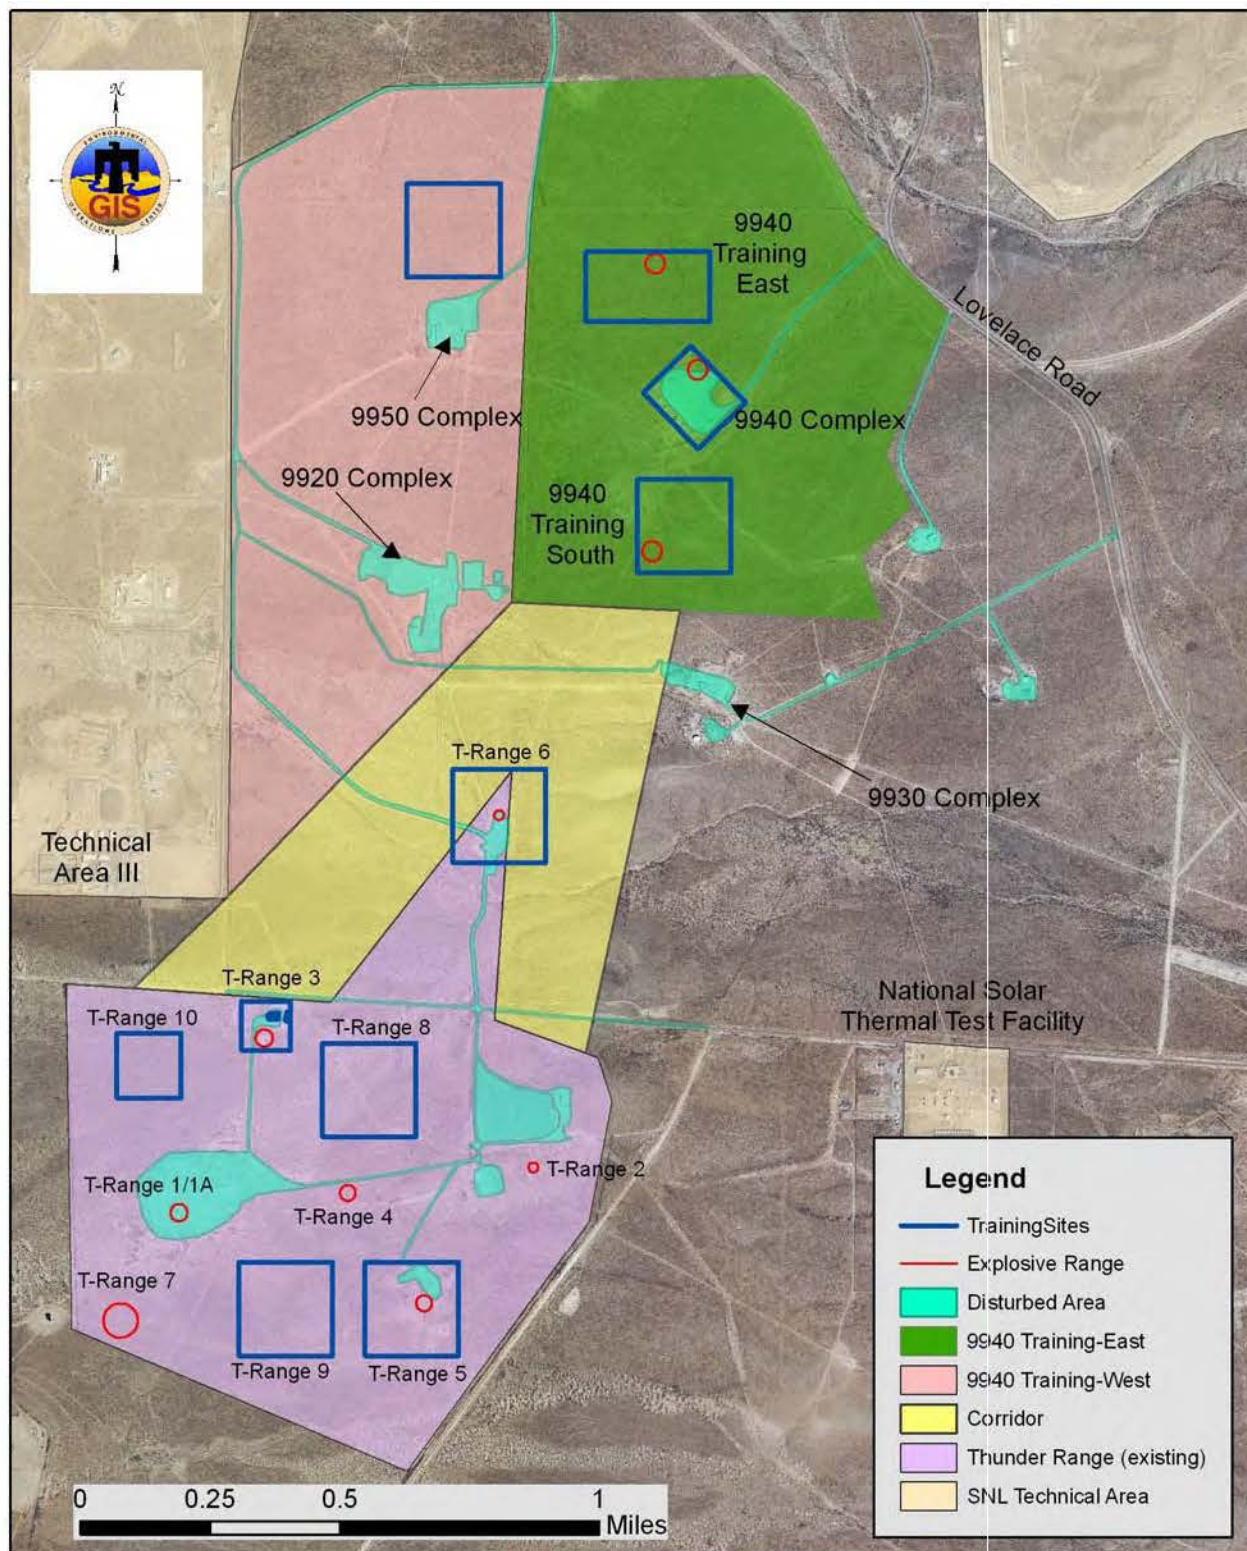 N
ENVIRONMENTAL
GIS
OPERATIONS CENTER
9940
Training
East
Lovelace Road
9950 Complex
9940 Complex
9920 Complex
9940
Training
South
T-Range 6
9930 Complex
Technical
Area III
T-Range 3
National Solar
Thermal Test Facility
T-Range 10
T-Range 8
T-Range 2
T-Range 1/1A
T-Range 4
T-Range 7
T-Range 9
T-Range 5
Legend
TrainingSites
Explosive Range
Disturbed Area
9940 Training-East
9940 Training-West
Corridor
Thunder Range (existing)
SNL Technical Area
0 0.25 0.5 1
Miles